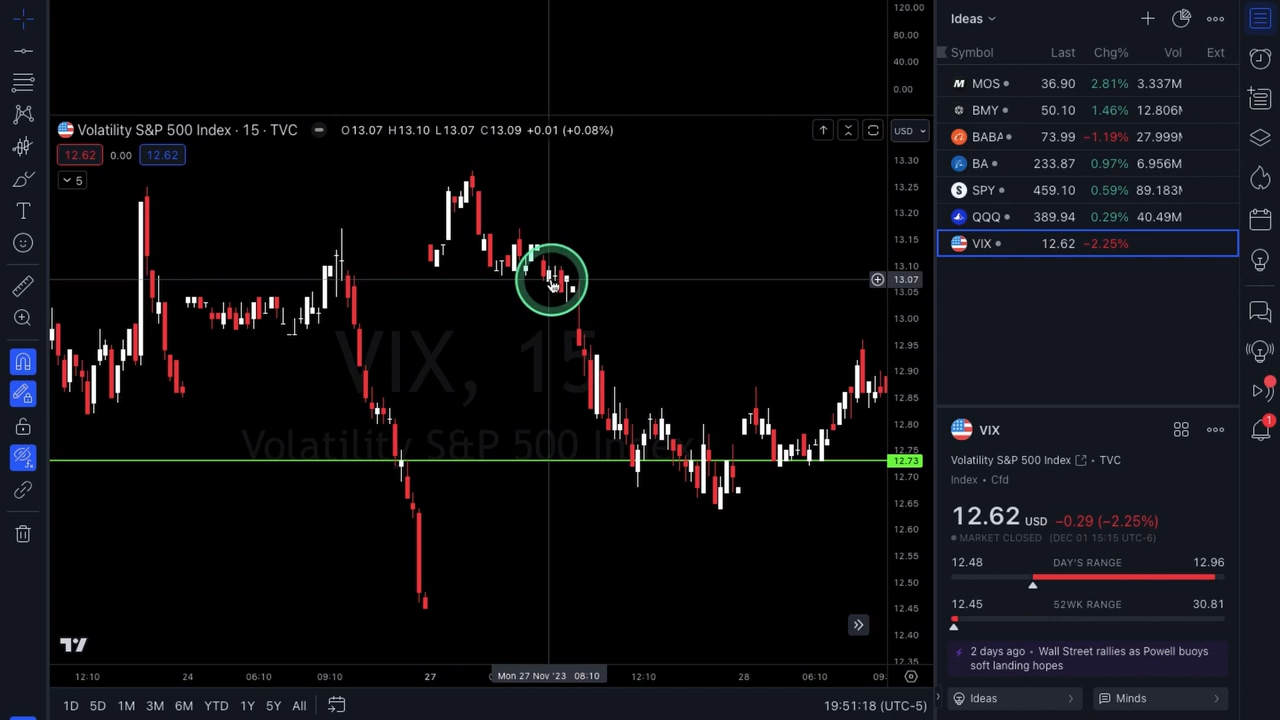 120.00
80.00
40.00
0.00
Volatility S&P 500 Index · 15 · TVC
O13.07 H13.10 L13.07 C13.09 +0.01 (+0.08%)
USD
12.62 0.00 12.62
5
13.30
13.25
13.20
13.15
13.10
13.07
13.05
13.00
12.95
12.90
12.85
12.80
12.75
12.73
12.70
12.65
12.60
12.55
12.50
12.45
12.40
12.35
VIX, 15
Volatility S&P 500 Index
12:10 24 06:10 09:10 27 Mon 27 Nov '23 08:10 12:10 28 06:10
1D 5D 1M 3M 6M YTD 1Y 5Y All
19:51:18 (UTC-5)
Ideas
Symbol Last Chg% Vol Ext
MOS 36.90 2.81% 3.337M
BMY 50.10 1.46% 12.806M
BABA 73.99 −1.19% 27.999M
BA 233.87 0.97% 6.956M
SPY 459.10 0.59% 89.183M
QQQ 389.94 0.29% 40.49M
VIX 12.62 −2.25%
VIX
Volatility S&P 500 Index • TVC
Index • Cfd
12.62 USD −0.29 (−2.25%)
MARKET CLOSED (DEC 01 15:15 UTC-6)
12.48 DAY'S RANGE 12.96
12.45 52WK RANGE 30.81
2 days ago • Wall Street rallies as Powell buoys
soft landing hopes
Ideas
Minds
1